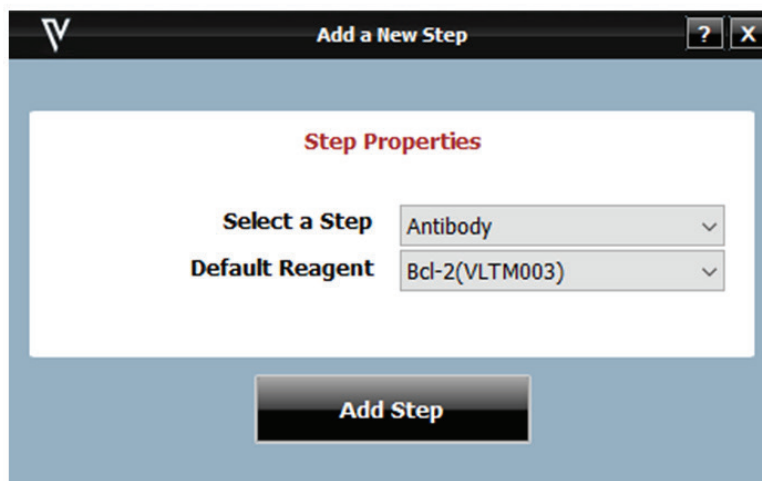 Add a New Step
? X
Step Properties
Select a Step Antibody
Default Reagent Bcl-2(VLTM003)
Add Step